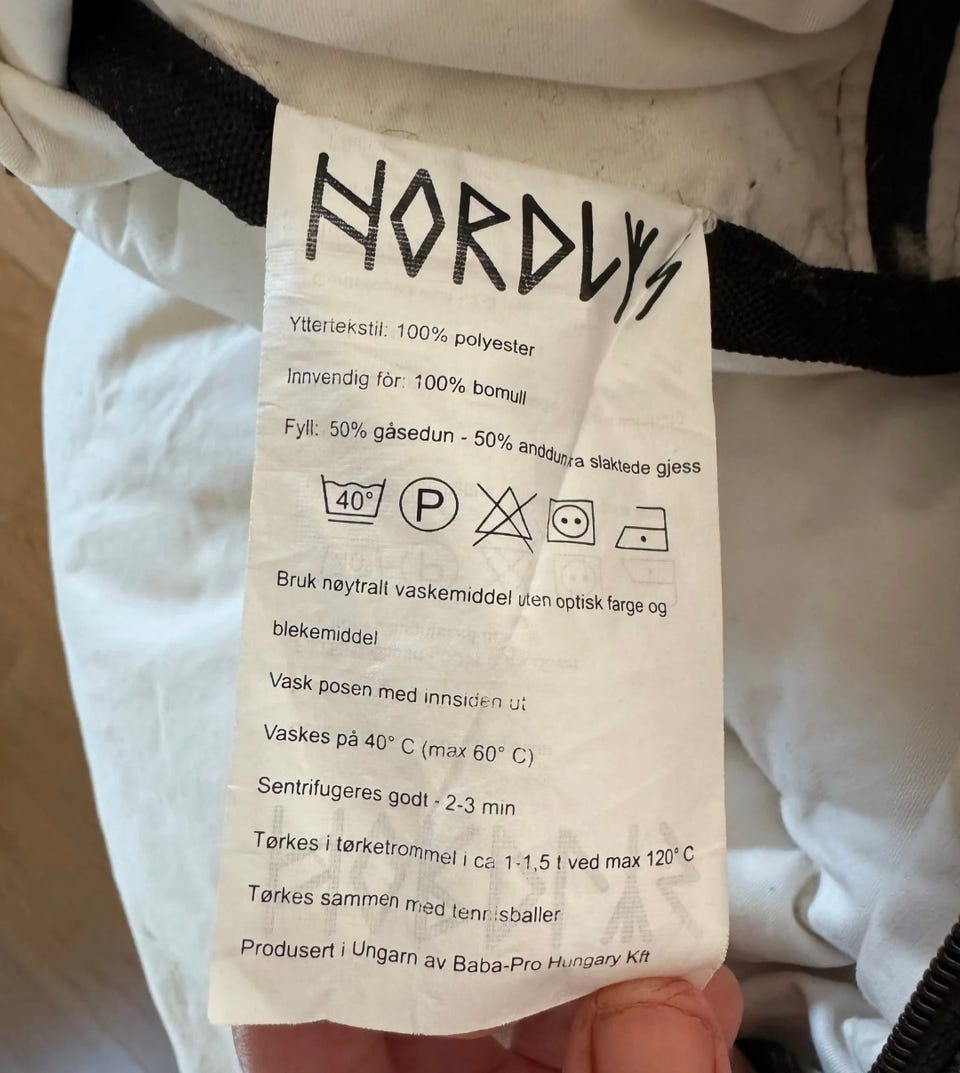 NORDLYS
Yttertekstil: 100% polyester
Innvendig fòr: 100% bomull
Fyll: 50% gåsedun - 50% anddun ra slaktede gjess
40°
P
Bruk nøytralt vaskemiddel uten optisk farge og
blekemiddel
Vask posen med innsiden ut
Vaskes på 40° C (max 60° C)
Sentrifugeres godt - 2-3 min
Tørkes i tørketrommel i ca 1-1,5 t ved max 120° C
Tørkes sammen med tennisballer
Produsert i Ungarn av Baba-Pro Hungary Kft